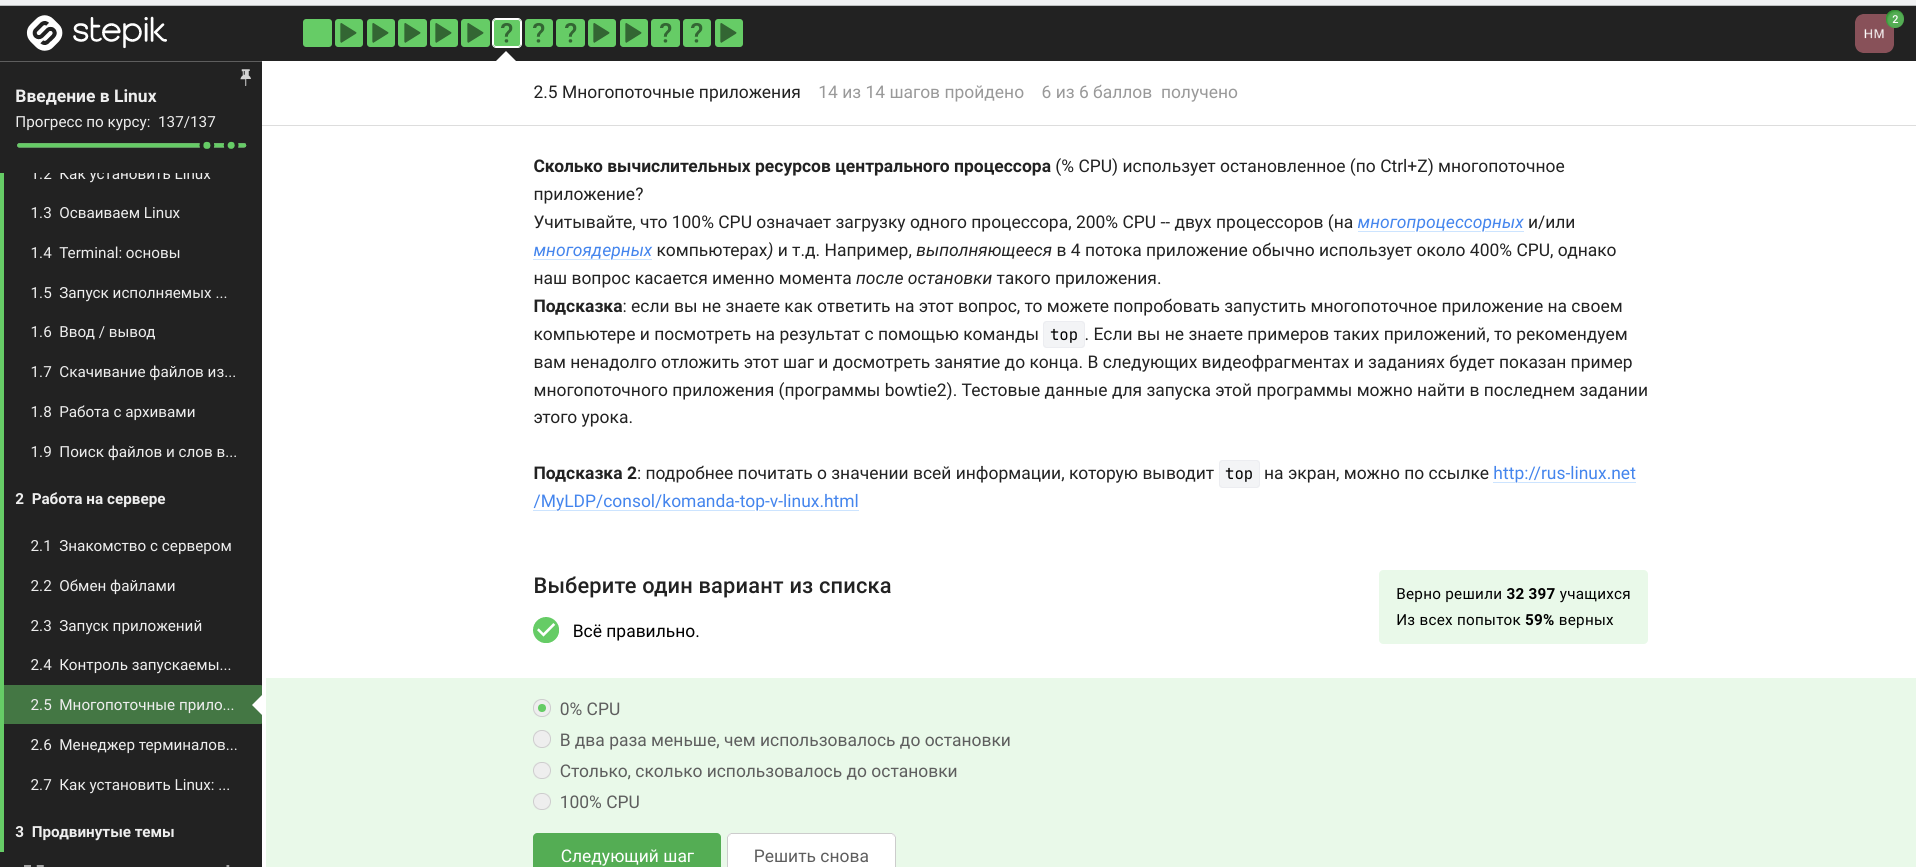 stepik
HM
2
Введение в Linux
Прогресс по курсу: 137/137
1.2 Как установить Linux
1.3 Осваиваем Linux
1.4 Terminal: основы
1.5 Запуск исполняемых ...
1.6 Ввод / вывод
1.7 Скачивание файлов из...
1.8 Работа с архивами
1.9 Поиск файлов и слов в...
2 Работа на сервере
2.1 Знакомство с сервером
2.2 Обмен файлами
2.3 Запуск приложений
2.4 Контроль запускаемы...
2.5 Многопоточные прило...
2.6 Менеджер терминалов...
2.7 Как установить Linux: ...
3 Продвинутые темы
2.5 Многопоточные приложения 14 из 14 шагов пройдено 6 из 6 баллов получено
Сколько вычислительных ресурсов центрального процессора (% CPU) использует остановленное (по Ctrl+Z) многопоточное
приложение?
Учитывайте, что 100% CPU означает загрузку одного процессора, 200% CPU -- двух процессоров (на многопроцессорных и/или
многоядерных компьютерах) и т.д. Например, выполняющееся в 4 потока приложение обычно использует около 400% CPU, однако
наш вопрос касается именно момента после остановки такого приложения.
Подсказка: если вы не знаете как ответить на этот вопрос, то можете попробовать запустить многопоточное приложение на своем
компьютере и посмотреть на результат с помощью команды top. Если вы не знаете примеров таких приложений, то рекомендуем
вам ненадолго отложить этот шаг и досмотреть занятие до конца. В следующих видеофрагментах и заданиях будет показан пример
многопоточного приложения (программы bowtie2). Тестовые данные для запуска этой программы можно найти в последнем задании
этого урока.
Подсказка 2: подробнее почитать о значении всей информации, которую выводит top на экран, можно по ссылке http://rus-linux.net
/MyLDP/consol/komanda-top-v-linux.html
Выберите один вариант из списка
Всё правильно.
Верно решили 32 397 учащихся
Из всех попыток 59% верных
0% CPU
В два раза меньше, чем использовалось до остановки
Столько, сколько использовалось до остановки
100% CPU
Следующий шаг
Решить снова